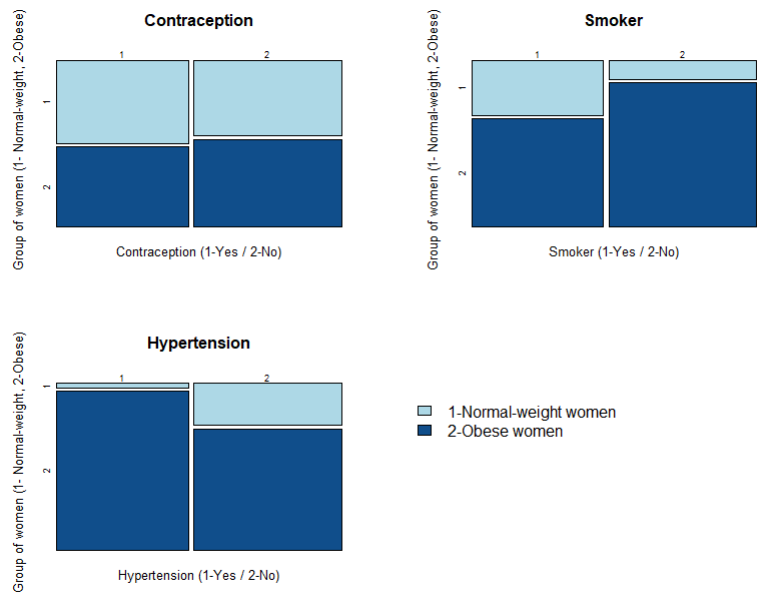 Contraception
1 2
Group of women (1- Normal-weight, 2-Obese)
1
2
Contraception (1-Yes / 2-No)
Smoker
1 2
Group of women (1- Normal-weight, 2-Obese)
1
2
Smoker (1-Yes / 2-No)
Hypertension
1 2
Group of women (1- Normal-weight, 2-Obese)
1
2
Hypertension (1-Yes / 2-No)
1-Normal-weight women
2-Obese women